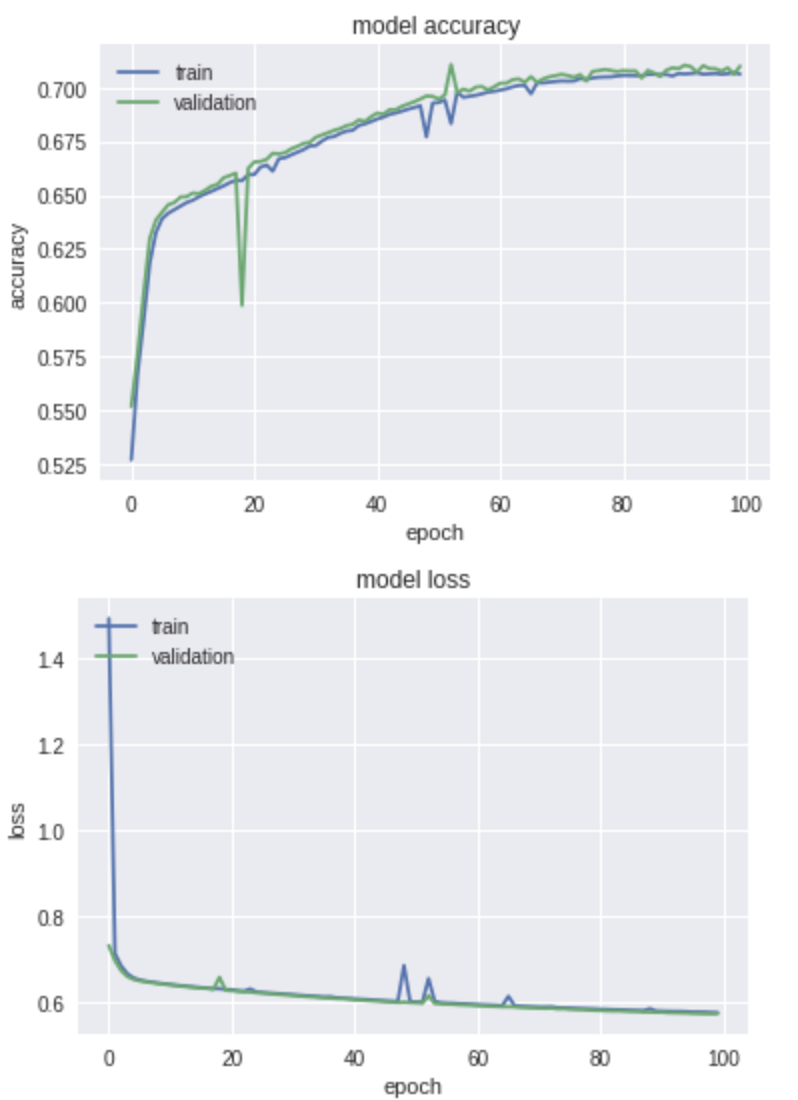 model accuracy
train
validation
0.700
0.675
0.650
0.625
0.600
0.575
0.550
0.525
accuracy
0 20 40 60 80 100
epoch
model loss
train
validation
1.4
1.2
1.0
0.8
0.6
loss
0 20 40 60 80 100
epoch